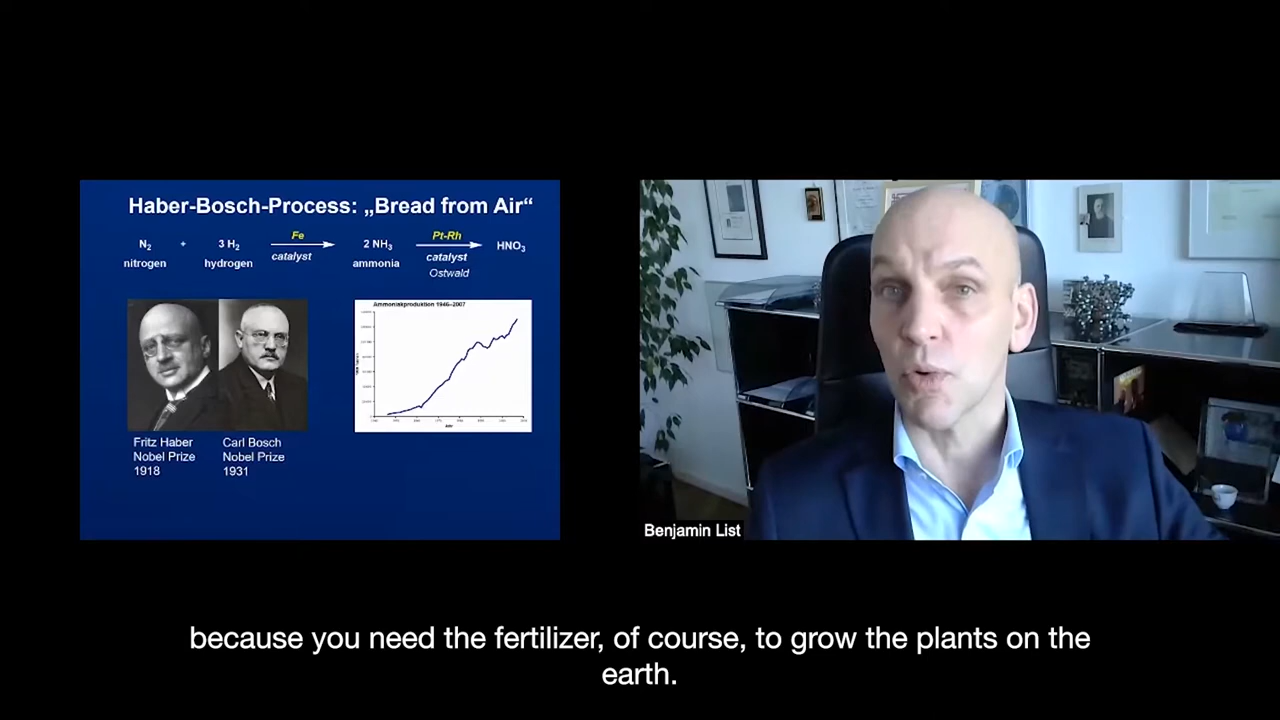 Haber-Bosch-Process: „Bread from Air“
N2 + 3 H2 Fe 2 NH3 Pt-Rh HNO3
nitrogen hydrogen catalyst ammonia catalyst
Ostwald
Ammoniakproduktion 1946–2007
Fritz Haber Carl Bosch
Nobel Prize Nobel Prize
1918 1931
Benjamin List
because you need the fertilizer, of course, to grow the plants on the
earth.